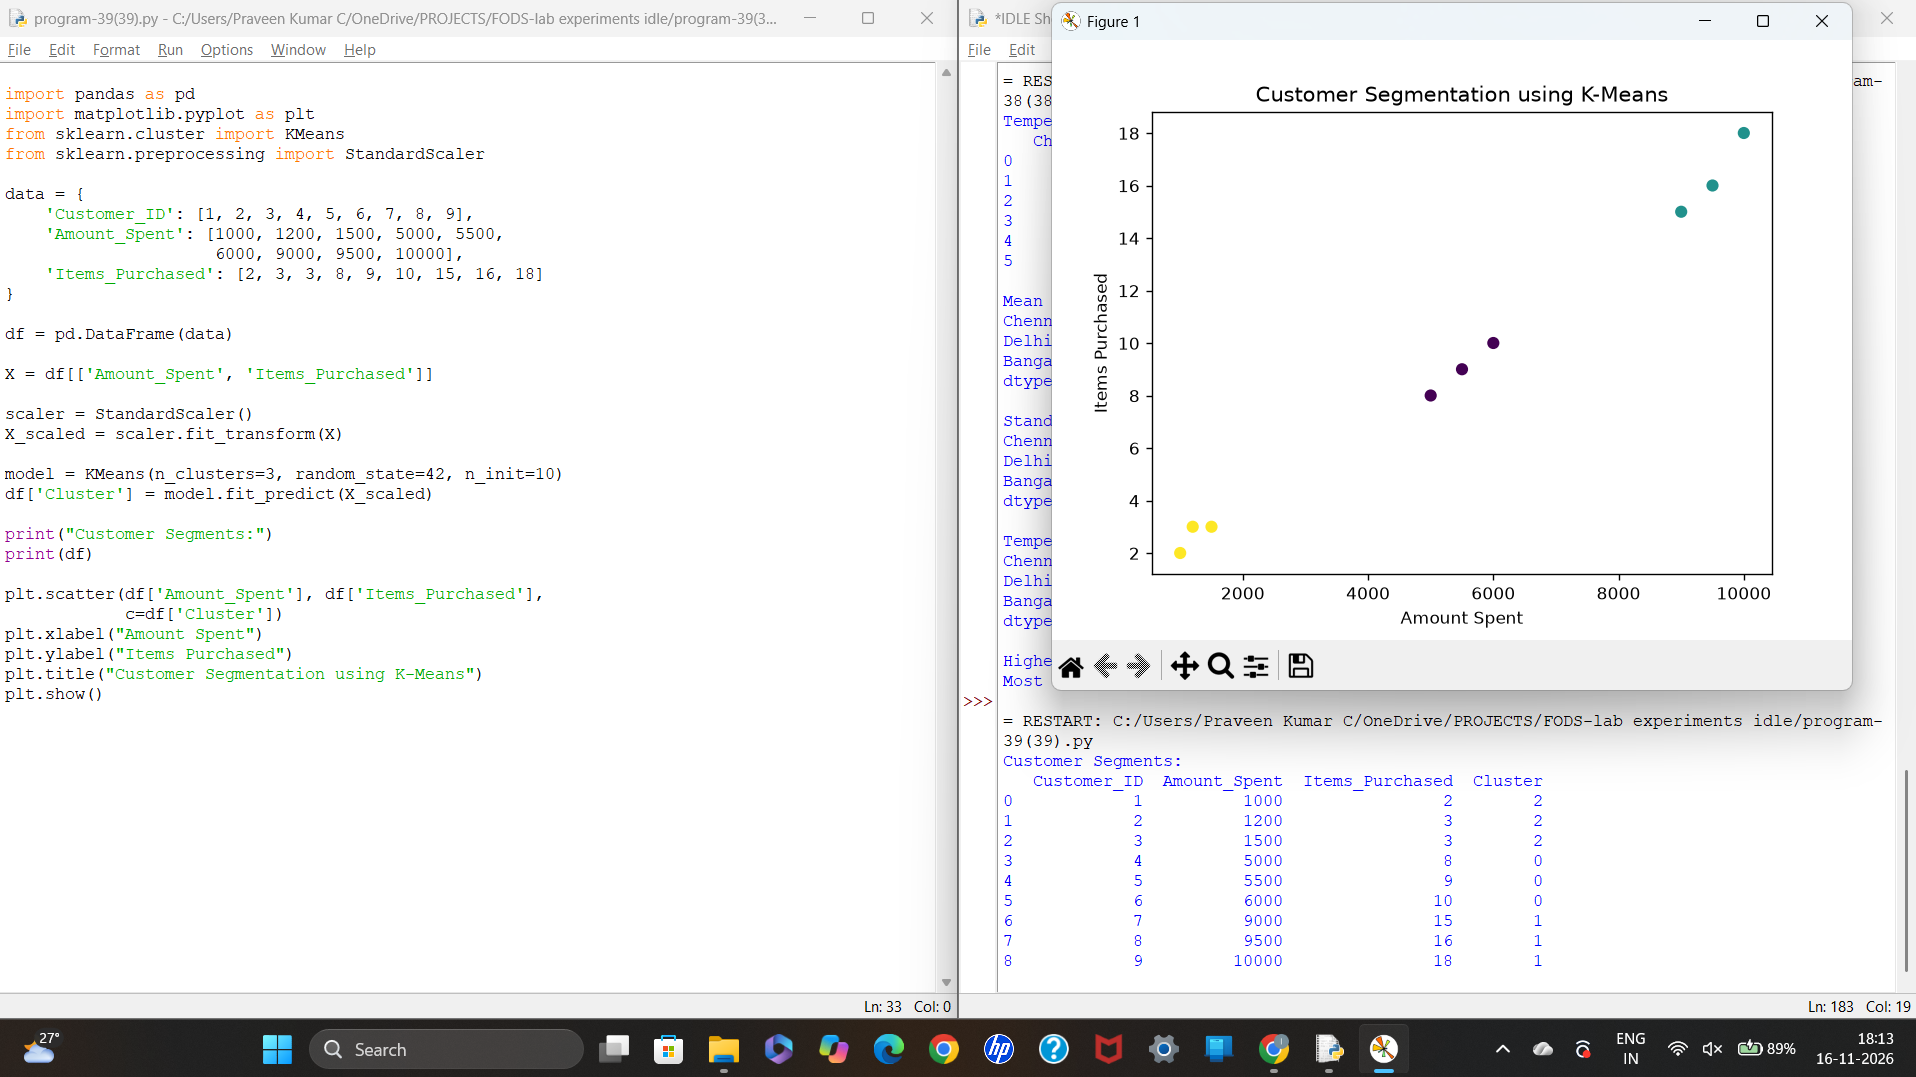 program-39(39).py - C:/Users/Praveen Kumar C/OneDrive/PROJECTS/FODS-lab experiments idle/program-39(3...
File Edit Format Run Options Window Help
import pandas as pd
import matplotlib.pyplot as plt
from sklearn.cluster import KMeans
from sklearn.preprocessing import StandardScaler
data = {
    'Customer_ID': [1, 2, 3, 4, 5, 6, 7, 8, 9],
    'Amount_Spent': [1000, 1200, 1500, 5000, 5500,
                     6000, 9000, 9500, 10000],
    'Items_Purchased': [2, 3, 3, 8, 9, 10, 15, 16, 18]
}
df = pd.DataFrame(data)
X = df[['Amount_Spent', 'Items_Purchased']]
scaler = StandardScaler()
X_scaled = scaler.fit_transform(X)
model = KMeans(n_clusters=3, random_state=42, n_init=10)
df['Cluster'] = model.fit_predict(X_scaled)
print("Customer Segments:")
print(df)
plt.scatter(df['Amount_Spent'], df['Items_Purchased'],
            c=df['Cluster'])
plt.xlabel("Amount Spent")
plt.ylabel("Items Purchased")
plt.title("Customer Segmentation using K-Means")
plt.show()
Ln: 33 Col: 0
*IDLE Sh
File Edit
= RES
am-
38(38
Tempe
Ch
0
1
2
3
4
5
Mean
Chenn
Delhi
Banga
dtype
Stand
Chenn
Delhi
Banga
dtype
Tempe
Chenn
Delhi
Banga
dtype
Highe
Most
Figure 1
Customer Segmentation using K-Means
18
16
14
12
10
8
6
4
2
Items Purchased
2000 4000 6000 8000 10000
Amount Spent
>>>
= RESTART: C:/Users/Praveen Kumar C/OneDrive/PROJECTS/FODS-lab experiments idle/program-
39(39).py
Customer Segments:
   Customer_ID  Amount_Spent  Items_Purchased  Cluster
0            1          1000                2        2
1            2          1200                3        2
2            3          1500                3        2
3            4          5000                8        0
4            5          5500                9        0
5            6          6000               10        0
6            7          9000               15        1
7            8          9500               16        1
8            9         10000               18        1
Ln: 183 Col: 19
27°
Search
hp
ENG
IN
89%
18:13
16-11-2026